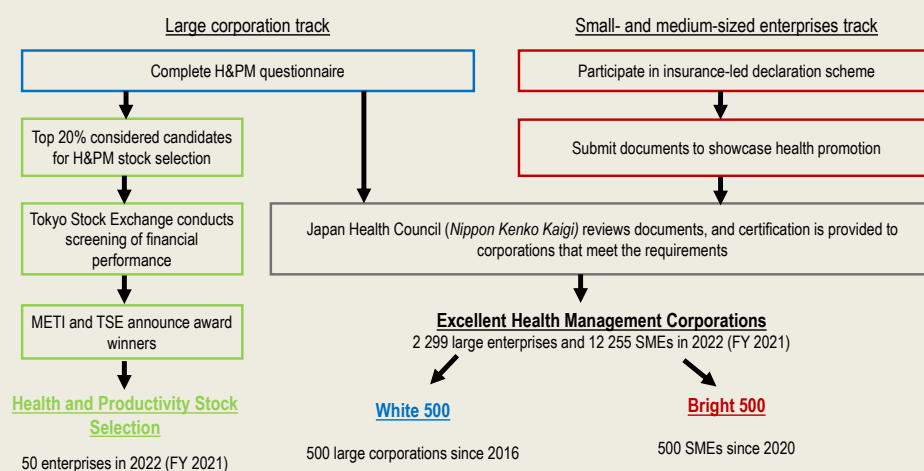 Large corporation track
Small- and medium-sized enterprises track
Complete H&PM questionnaire
Participate in insurance-led declaration scheme
Top 20% considered candidates
for H&PM stock selection
Submit documents to showcase health promotion
Tokyo Stock Exchange conducts
screening of financial
performance
Japan Health Council (Nippon Kenko Kaigi) reviews documents, and certification is provided to
corporations that meet the requirements
METI and TSE announce award
winners
Excellent Health Management Corporations
2 299 large enterprises and 12 255 SMEs in 2022 (FY 2021)
Health and Productivity Stock
Selection
50 enterprises in 2022 (FY 2021)
White 500
500 large corporations since 2016
Bright 500
500 SMEs since 2020